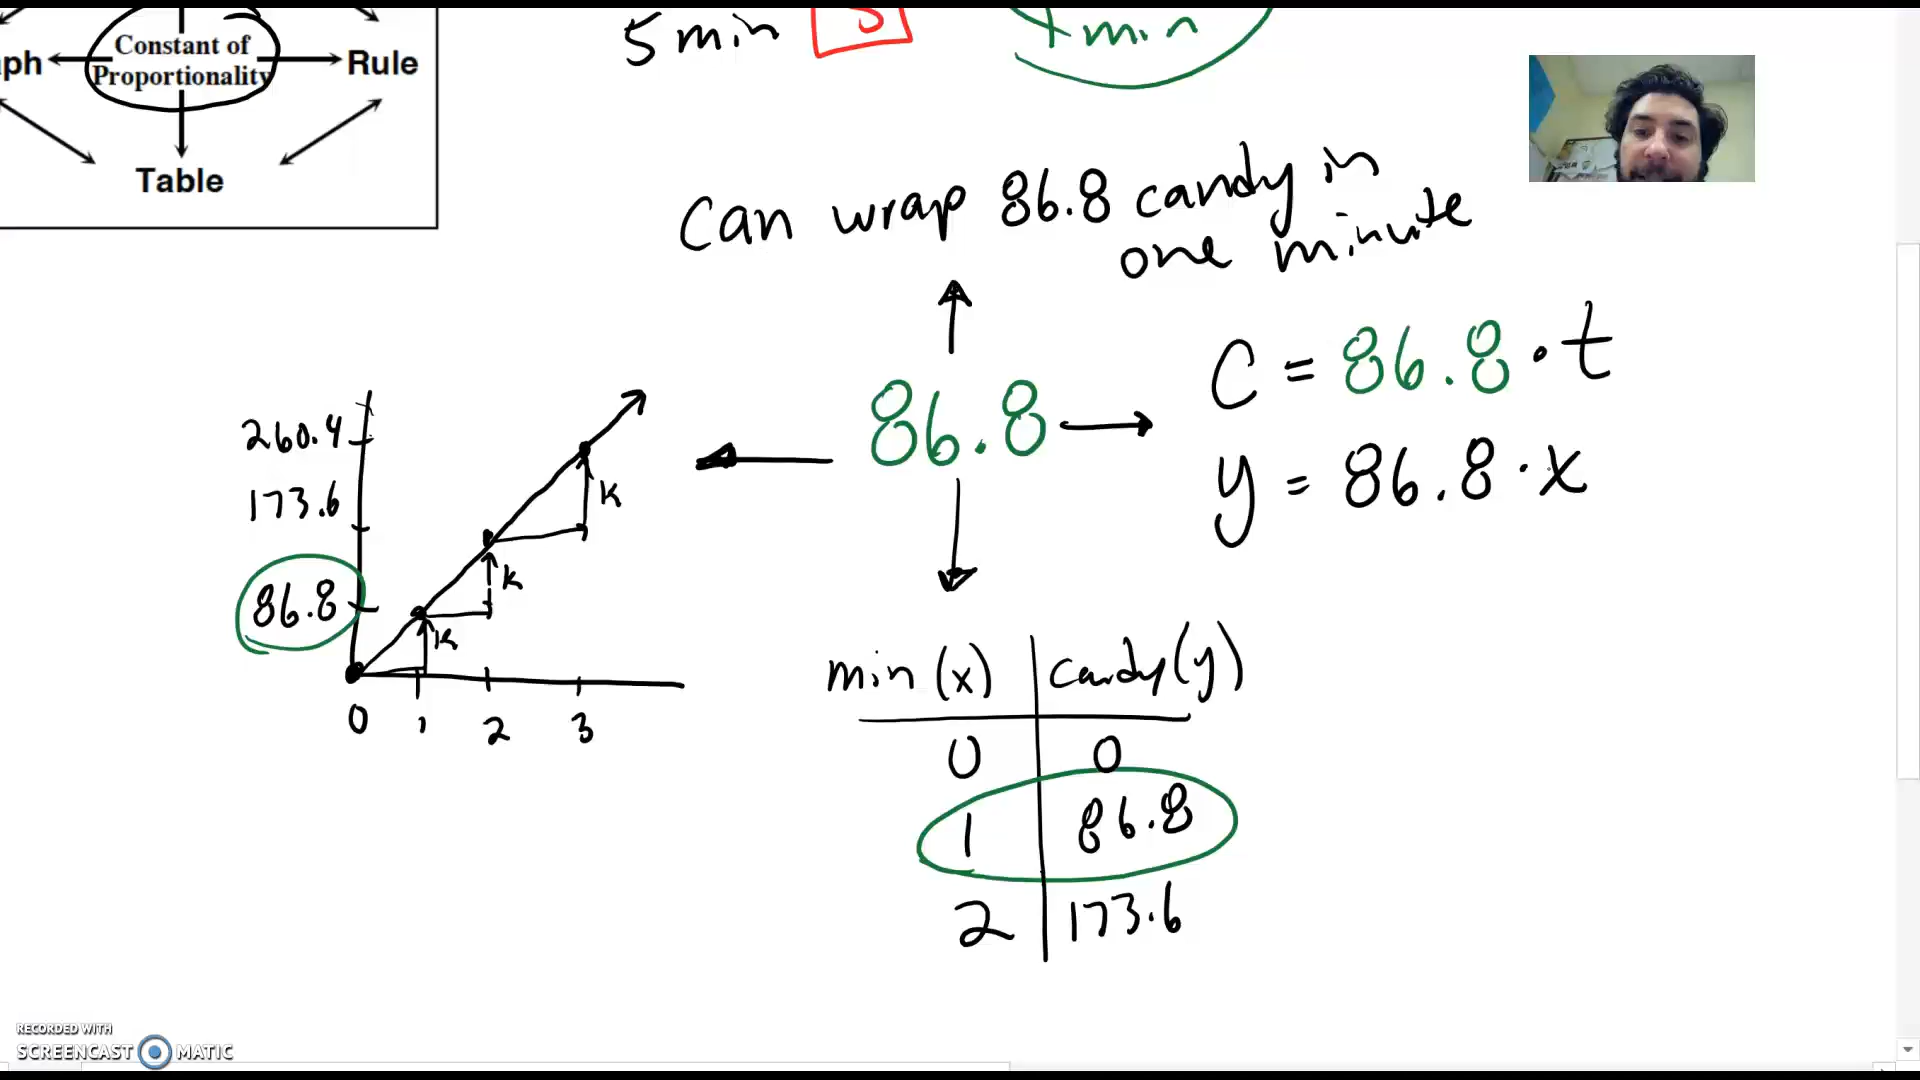 5 min 5
1 min
Constant of
Proportionality
ph
Rule
Table
Can wrap 86.8 candy in
one minute
86.8
C = 86.8 · t
y = 86.8 · x
260.4
173.6
86.8
K
K
K
0 1 2 3
min (x) candy (y)
0 0
1 86.8
2 173.6
RECORDED WITH
SCREENCAST MATIC